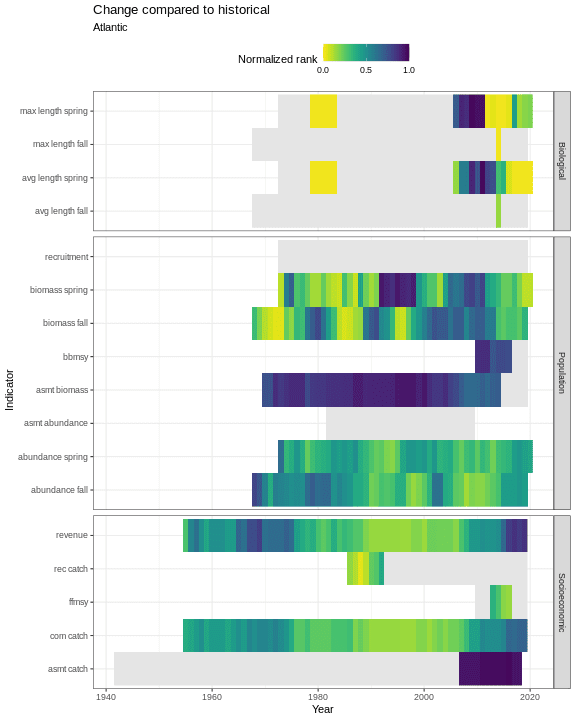 Change compared to historical
Atlantic
Normalized rank
0.0 0.5 1.0
max length spring
max length fall
avg length spring
avg length fall
Biological
recruitment
biomass spring
biomass fall
bbmsy
asmt biomass
asmt abundance
abundance spring
abundance fall
Population
revenue
rec catch
ffmsy
com catch
asmt catch
Socioeconomic
Indicator
1940 1960 1980 2000 2020
Year